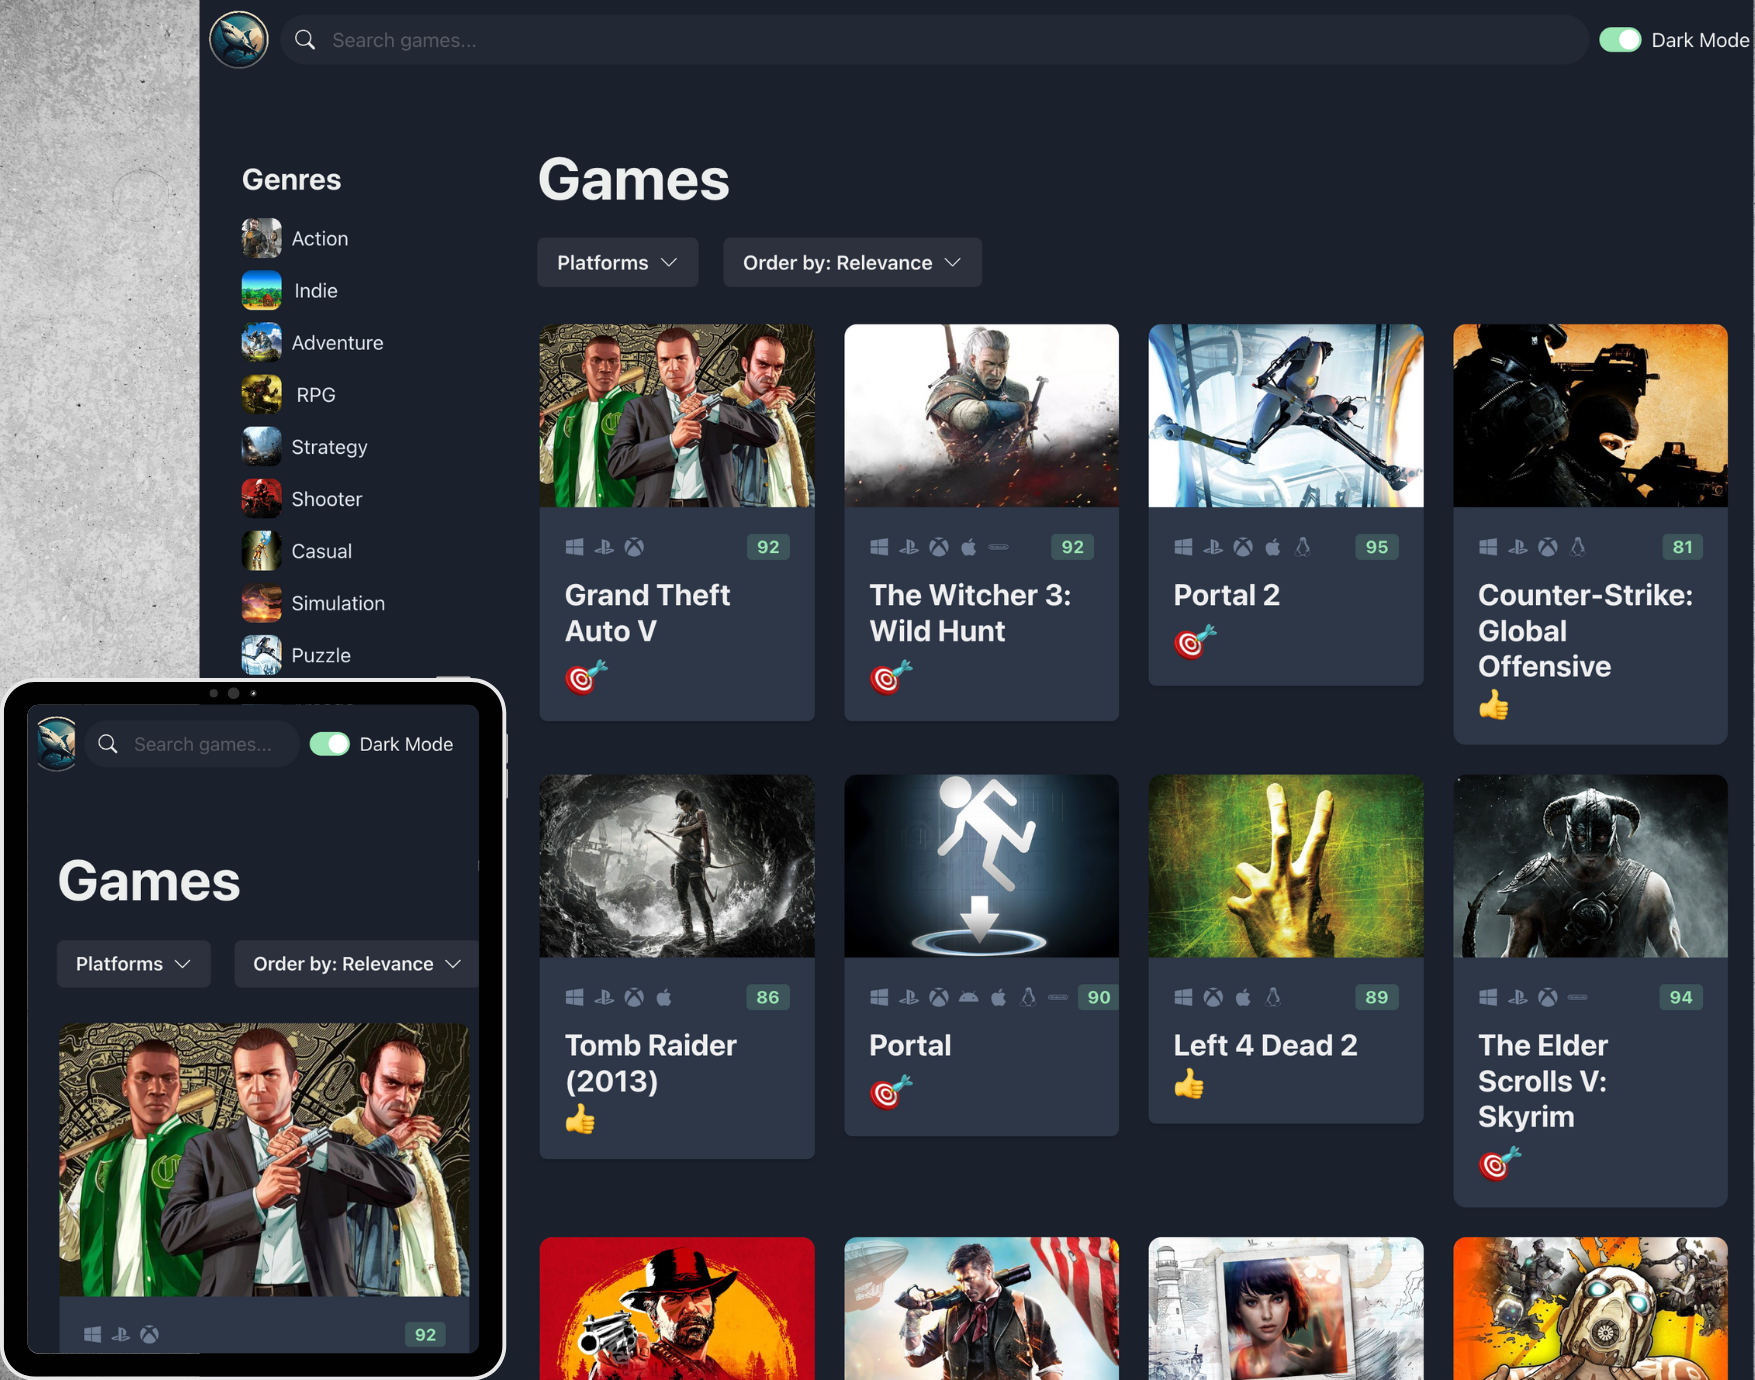 Search games...
Dark Mode
Genres
Action
Indie
Adventure
RPG
Strategy
Shooter
Casual
Simulation
Puzzle
Games
Platforms
Order by: Relevance
92
Grand Theft
Auto V
92
The Witcher 3:
Wild Hunt
95
Portal 2
81
Counter-Strike:
Global
Offensive
86
Tomb Raider
(2013)
90
Portal
89
Left 4 Dead 2
94
The Elder
Scrolls V:
Skyrim
Search games...
Dark Mode
Games
Platforms
Order by: Relevance
92